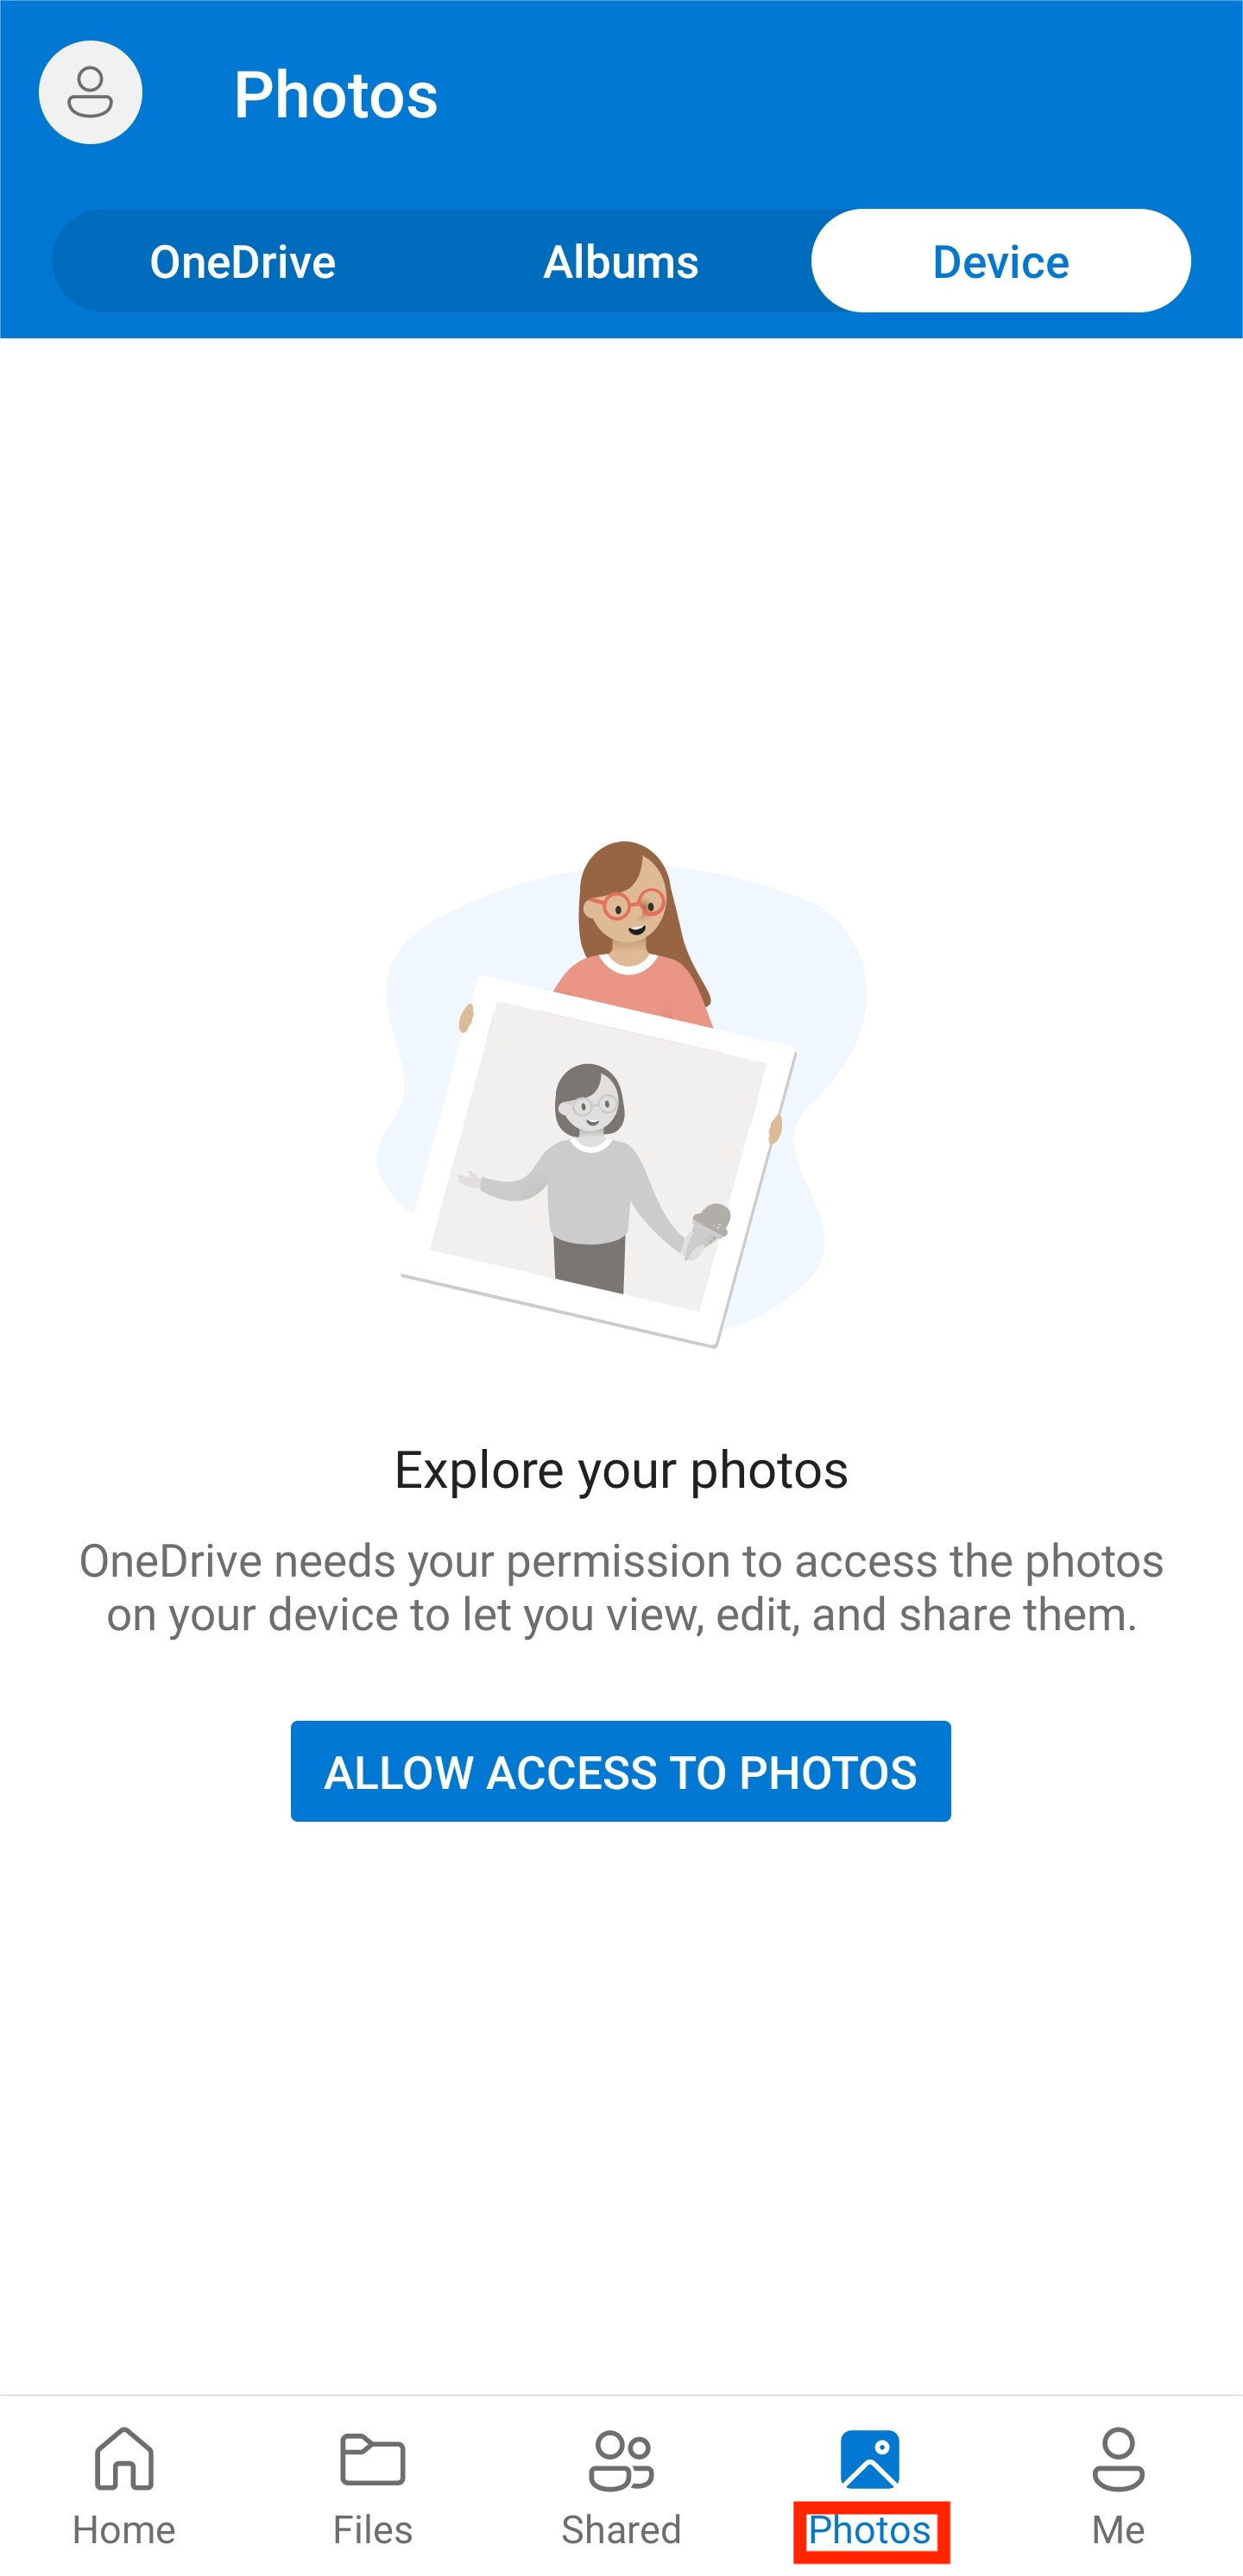 Photos
OneDrive
Albums
Device
Explore your photos
OneDrive needs your permission to access the photos
on your device to let you view, edit, and share them.
ALLOW ACCESS TO PHOTOS
Home
Files
Shared
Photos
Me